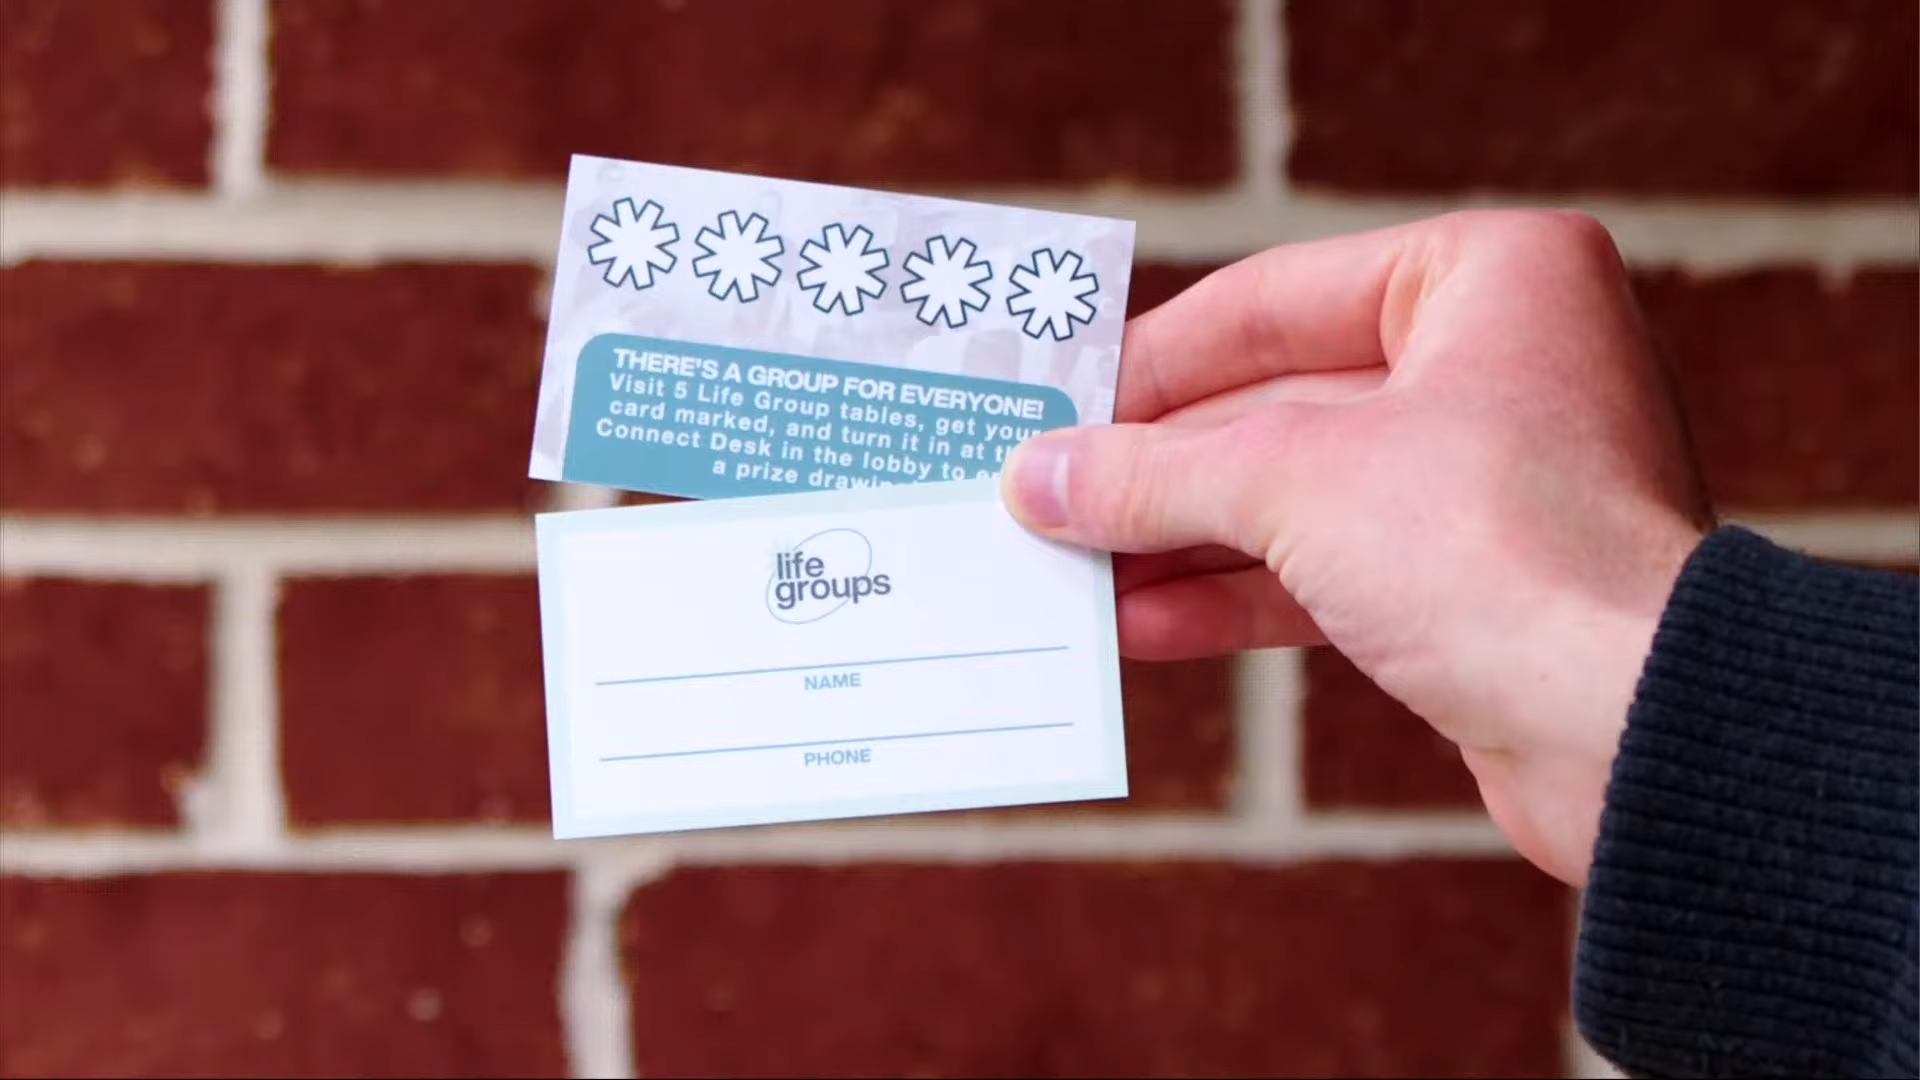 THERE'S A GROUP FOR EVERYONE!
Visit 5 Life Group tables, get your
card marked, and turn it in at
Connect Desk in the lobby to
a prize
life
groups
NAME
PHONE